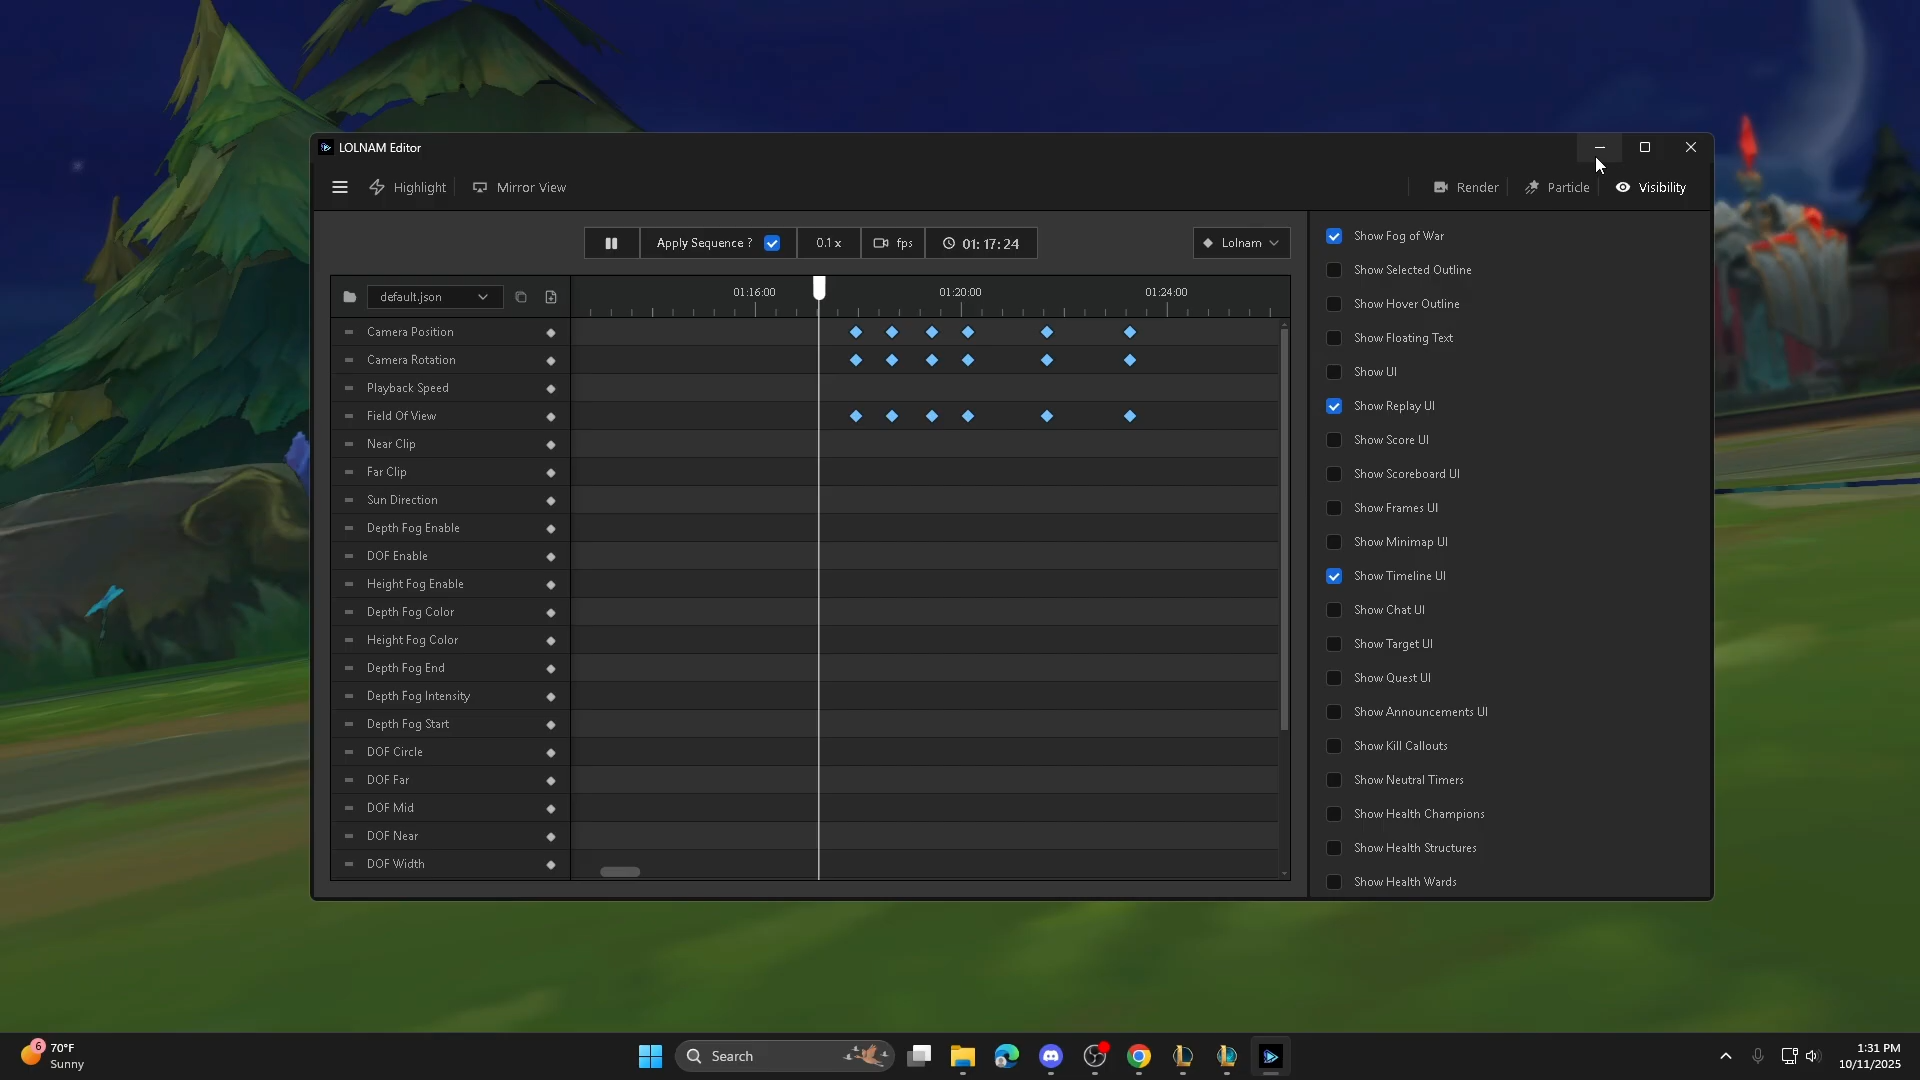 LOLNAM Editor
Highlight
Mirror View
Render
Particle
Visibility
Apply Sequence ?
0.1 x
fps
01:17:24
Lolnam
default.json
01:16:00
01:20:00
01:24:00
Camera Position
Camera Rotation
Playback Speed
Field Of View
Near Clip
Far Clip
Sun Direction
Depth Fog Enable
DOF Enable
Height Fog Enable
Depth Fog Color
Height Fog Color
Depth Fog End
Depth Fog Intensity
Depth Fog Start
DOF Circle
DOF Far
DOF Mid
DOF Near
DOF Width
Show Fog of War
Show Selected Outline
Show Hover Outline
Show Floating Text
Show UI
Show Replay UI
Show Score UI
Show Scoreboard UI
Show Frames UI
Show Minimap UI
Show Timeline UI
Show Chat UI
Show Target UI
Show Quest UI
Show Announcements UI
Show Kill Callouts
Show Neutral Timers
Show Health Champions
Show Health Structures
Show Health Wards
6
70°F
Sunny
Search
1:31 PM
10/11/2025